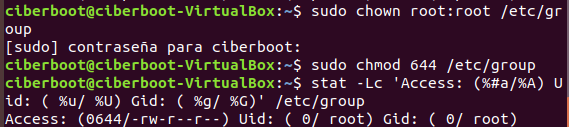 ciberboot@ciberboot-VirtualBox:~$ sudo chown root:root /etc/gr
oup
[sudo] contraseña para ciberboot:
ciberboot@ciberboot-VirtualBox:~$ sudo chmod 644 /etc/group
ciberboot@ciberboot-VirtualBox:~$ stat -Lc 'Access: (%#a/%A) U
id: ( %u/ %U) Gid: ( %g/ %G)' /etc/group
Access: (0644/-rw-r--r--) Uid: ( 0/ root) Gid: ( 0/ root)